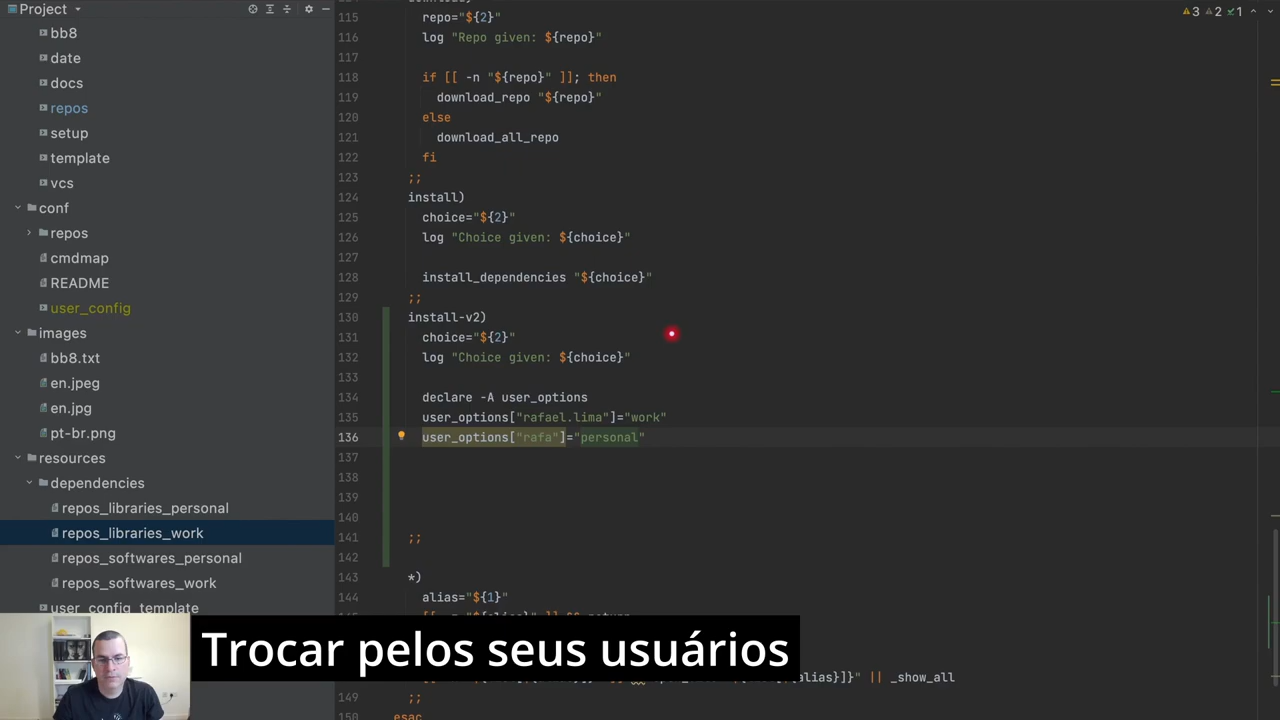 Project
bb8
date
docs
repos
setup
template
vcs
conf
repos
cmdmap
README
user_config
images
bb8.txt
en.jpeg
en.jpg
pt-br.png
resources
dependencies
repos_libraries_personal
repos_libraries_work
repos_softwares_personal
repos_softwares_work
user_config_template
3 2 1
115 repo="${2}"
116 log "Repo given: ${repo}"
117
118 if [[ -n "${repo}" ]]; then
119 download_repo "${repo}"
120 else
121 download_all_repo
122 fi
123 ;;
124 install)
125 choice="${2}"
126 log "Choice given: ${choice}"
127
128 install_dependencies "${choice}"
129 ;;
130 install-v2)
131 choice="${2}"
132 log "Choice given: ${choice}"
133
134 declare -A user_options
135 user_options["rafael.lima"]="work"
136 user_options["rafa"]="personal"
137
138
139
140
141 ;;
142
143 *)
144 alias="${1}"
|| _show_all
149 ;;
150 esac
Trocar pelos seus usuários